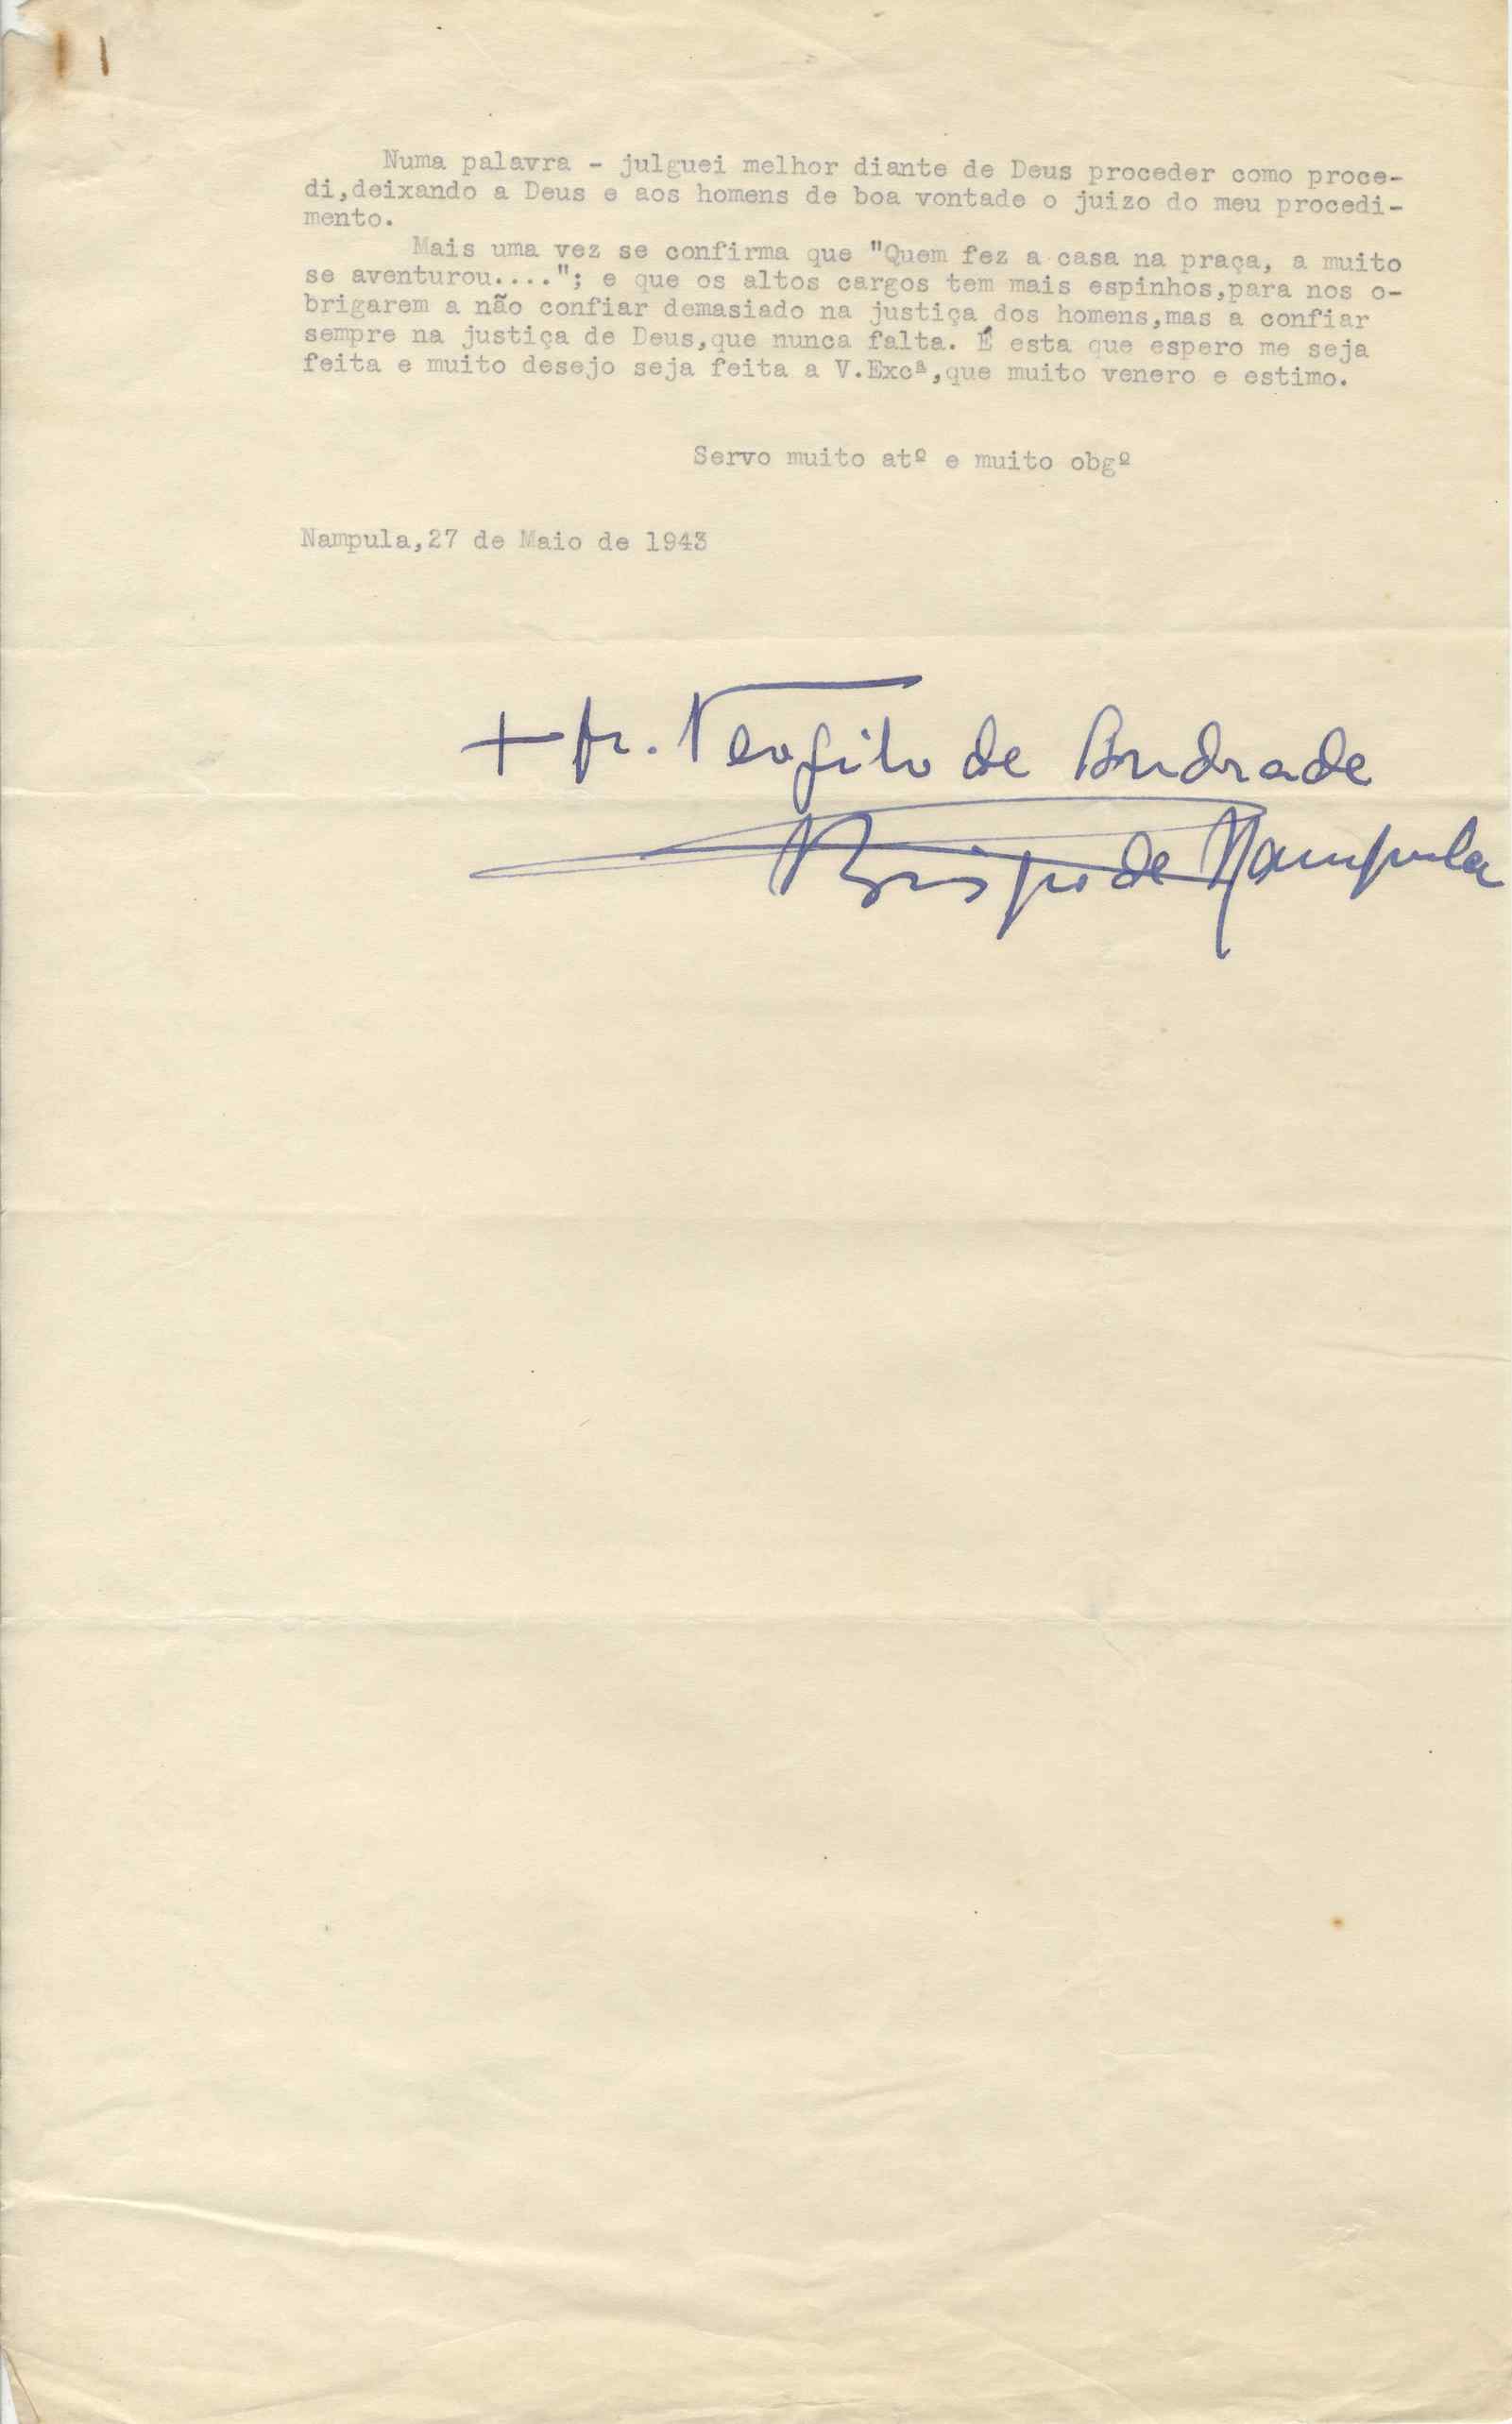 Numa palavra - julguei melhor diante de Deus proceder como proce-
di,deixando a Deus e aos homens de boa vontade o juizo do meu procedi-
mento.
Mais uma vez se confirma que "Quem fez a casa na praça, a muito
se aventurou...."; e que os altos cargos tem mais espinhos,para nos o-
brigarem a não confiar demasiado na justiça dos homens,mas a confiar
sempre na justiça de Deus,que nunca falta. É esta que espero me seja
feita e muito desejo seja feita a V.Excª,que muito venero e estimo.
Servo muito atº e muito obgº
Nampula,27 de Maio de 1943
+ fr. Teofilo de Andrade
Bispo de Nampula